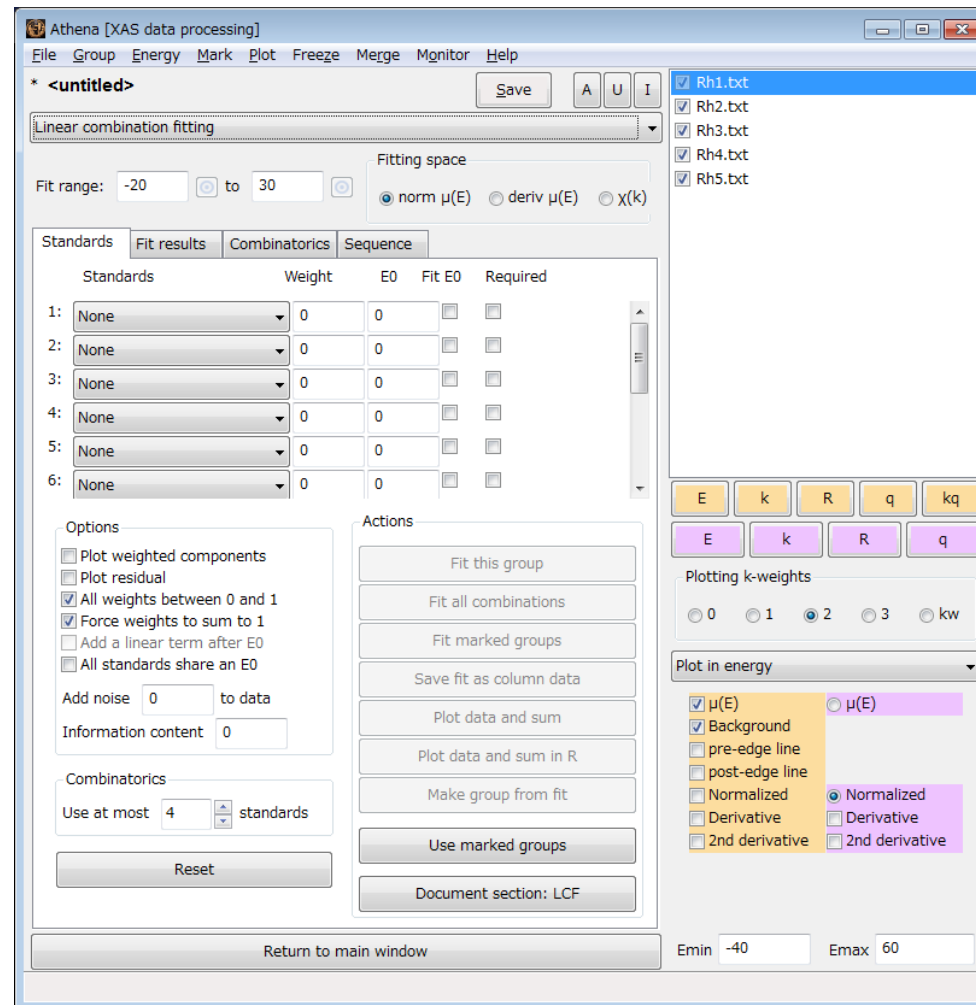 Athena [XAS data processing]
File Group Energy Mark Plot Freeze Merge Monitor Help
* <untitled>
Save A U I
Linear combination fitting
Fit range: -20 to 30
Fitting space
norm μ(E) deriv μ(E) χ(k)
Standards Fit results Combinatorics Sequence
Standards Weight E0 Fit E0 Required
1: None 0 0
2: None 0 0
3: None 0 0
4: None 0 0
5: None 0 0
6: None 0 0
Options
Plot weighted components
Plot residual
All weights between 0 and 1
Force weights to sum to 1
Add a linear term after E0
All standards share an E0
Add noise 0 to data
Information content 0
Combinatorics
Use at most 4 standards
Reset
Actions
Fit this group
Fit all combinations
Fit marked groups
Save fit as column data
Plot data and sum
Plot data and sum in R
Make group from fit
Use marked groups
Document section: LCF
Return to main window
Rh1.txt
Rh2.txt
Rh3.txt
Rh4.txt
Rh5.txt
E k R q kq
E k R q
Plotting k-weights
0 1 2 3 kw
Plot in energy
μ(E) μ(E)
Background
pre-edge line
post-edge line
Normalized Normalized
Derivative Derivative
2nd derivative 2nd derivative
Emin -40 Emax 60